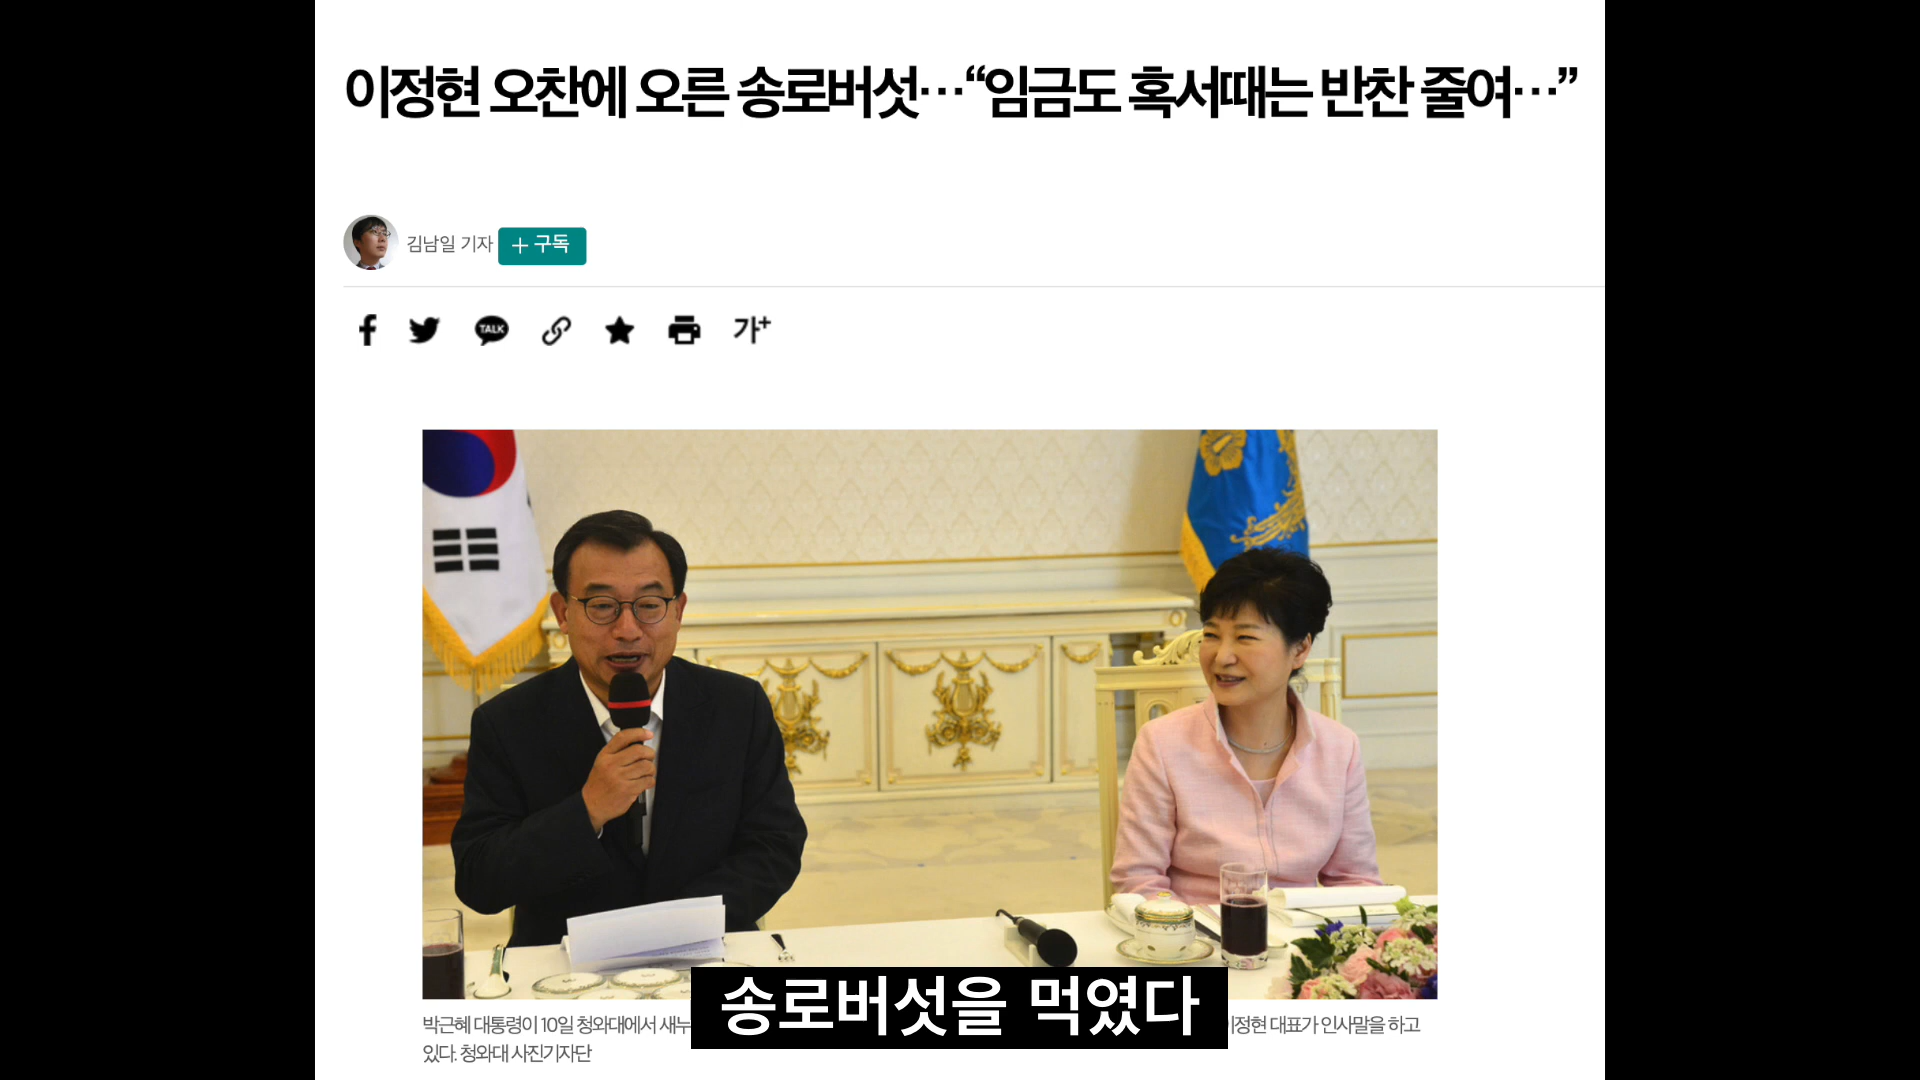 이정현 오찬에 오른 송로버섯…“임금도 혹서때는 반찬 줄여…”
김남일 기자 + 구독
TALK
가+
박근혜 대통령이 10일 청와대에서 새누
이정현 대표가 인사말을 하고
있다. 청와대 사진기자단
송로버섯을 먹였다